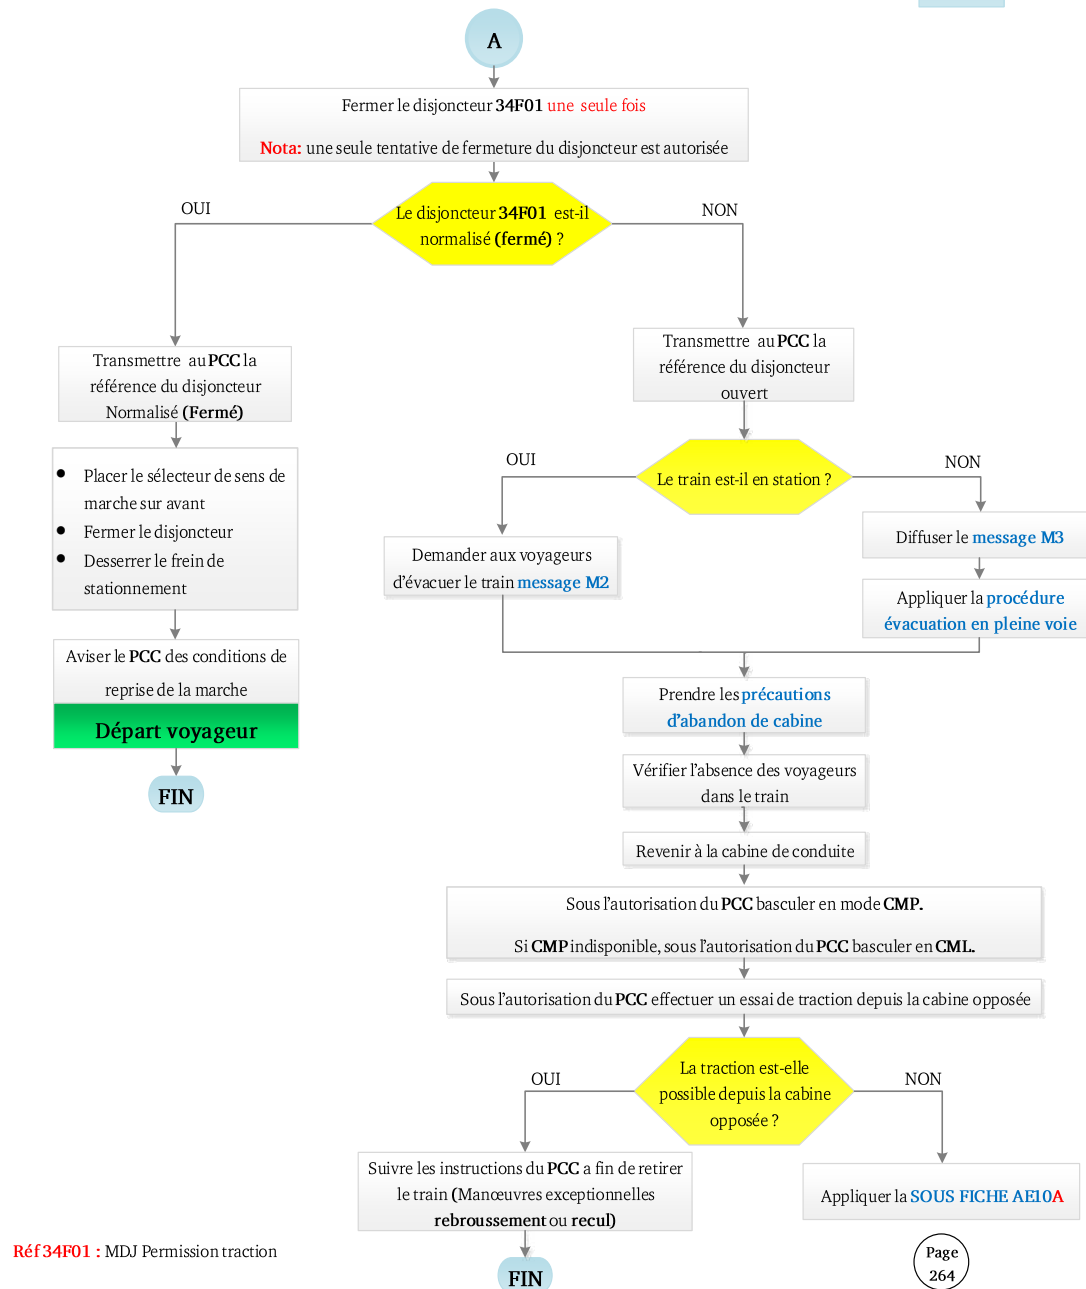 A
Fermer le disjoncteur 34F01 une seule fois
Nota: une seule tentative de fermeture du disjoncteur est autorisée
Le disjoncteur 34F01 est-il
normalisé (fermé) ?
OUI
NON
Transmettre au PCC la
référence du disjoncteur
Normalisé (Fermé)
• Placer le sélecteur de sens de
marche sur avant
• Fermer le disjoncteur
• Desserrer le frein de
stationnement
Aviser le PCC des conditions de
reprise de la marche
Départ voyageur
FIN
Transmettre au PCC la
référence du disjoncteur
ouvert
Le train est-il en station ?
OUI
NON
Demander aux voyageurs
d’évacuer le train message M2
Diffuser le message M3
Appliquer la procédure
évacuation en pleine voie
Prendre les précautions
d’abandon de cabine
Vérifier l’absence des voyageurs
dans le train
Revenir à la cabine de conduite
Sous l’autorisation du PCC basculer en mode CMP.
Si CMP indisponible, sous l’autorisation du PCC basculer en CML.
Sous l’autorisation du PCC effectuer un essai de traction depuis la cabine opposée
La traction est-elle
possible depuis la cabine
opposée ?
OUI
NON
Suivre les instructions du PCC a fin de retirer
le train (Manœuvres exceptionnelles
rebroussement ou recul)
FIN
Appliquer la SOUS FICHE AE10A
Réf 34F01 : MDJ Permission traction
Page
264